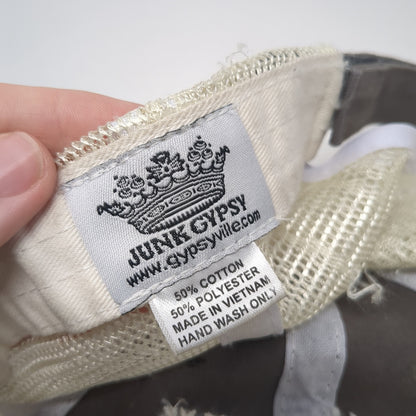 JUNK GYPSY
www.gypsyville.com
50% COTTON
50% POLYESTER
MADE IN VIETNAM
HAND WASH ONLY